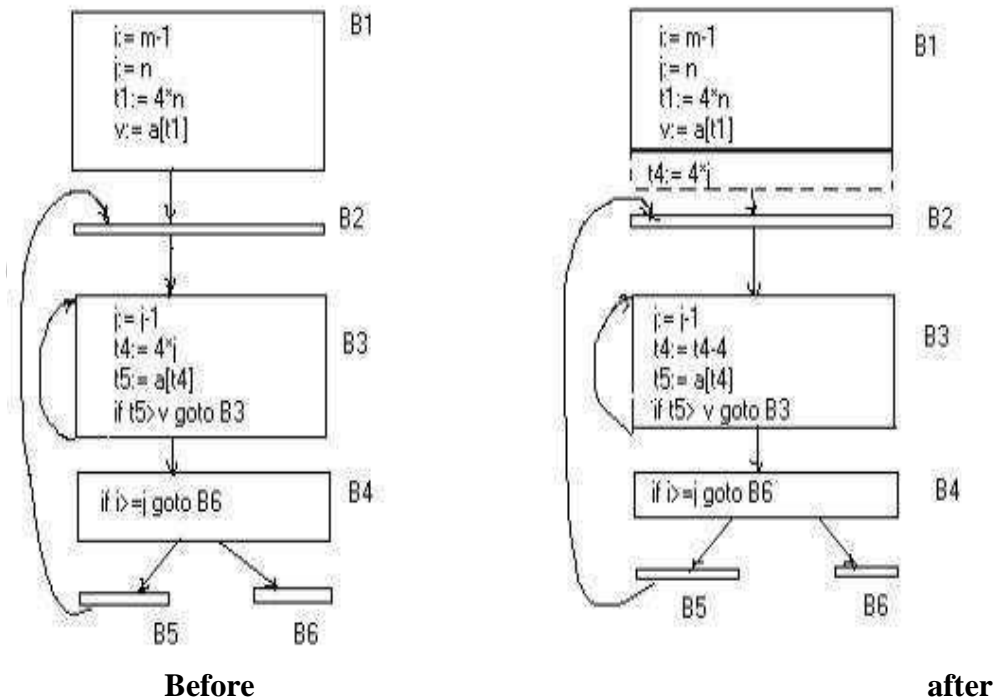 i:= m-1
j:= n
t1:= 4*n
v:= a[t1]
B1
B2
j:= j-1
t4:= 4*j
t5:= a[t4]
if t5>v goto B3
B3
if i>=j goto B6
B4
B5
B6
Before
i:= m-1
j:= n
t1:= 4*n
v:= a[t1]
t4:= 4*j
B1
B2
j:= j-1
t4:= t4-4
t5:= a[t4]
if t5> v goto B3
B3
if i>=j goto B6
B4
B5
B6
after